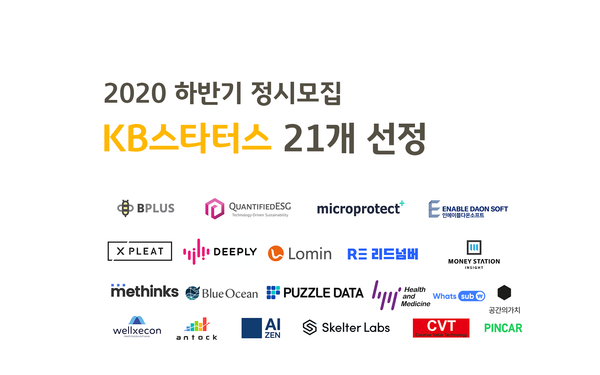 2020 하반기 정시모집
KB스타터스 21개 선정
BPLUS
QUANTIFIEDESG
Technology-Driven Sustainability
microprotect+
ENABLE DAON SOFT
인에이블다온소프트
X PLEAT
DEEPLY
Lomin
RE 리드넘버
MONEY STATION
INSIGHT
methinks
Blue Ocean
PUZZLE DATA
Health
and
Medicine
Whats sub W
공간의가치
wellxecon
antock
AI
ZEN
Skelter Labs
CVT
PINCAR